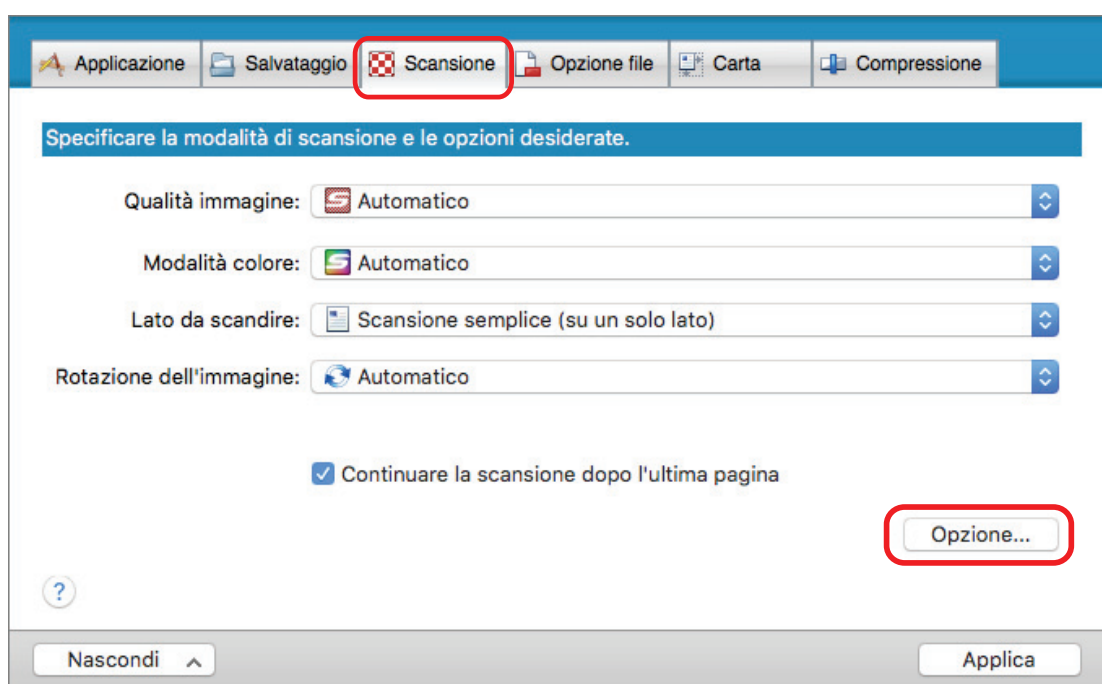 Applicazione Salvataggio Scansione Opzione file Carta Compressione
Specificare la modalità di scansione e le opzioni desiderate.
Qualità immagine: Automatico
Modalità colore: Automatico
Lato da scandire: Scansione semplice (su un solo lato)
Rotazione dell'immagine: Automatico
Continuare la scansione dopo l'ultima pagina
Opzione...
?
Nascondi Applica